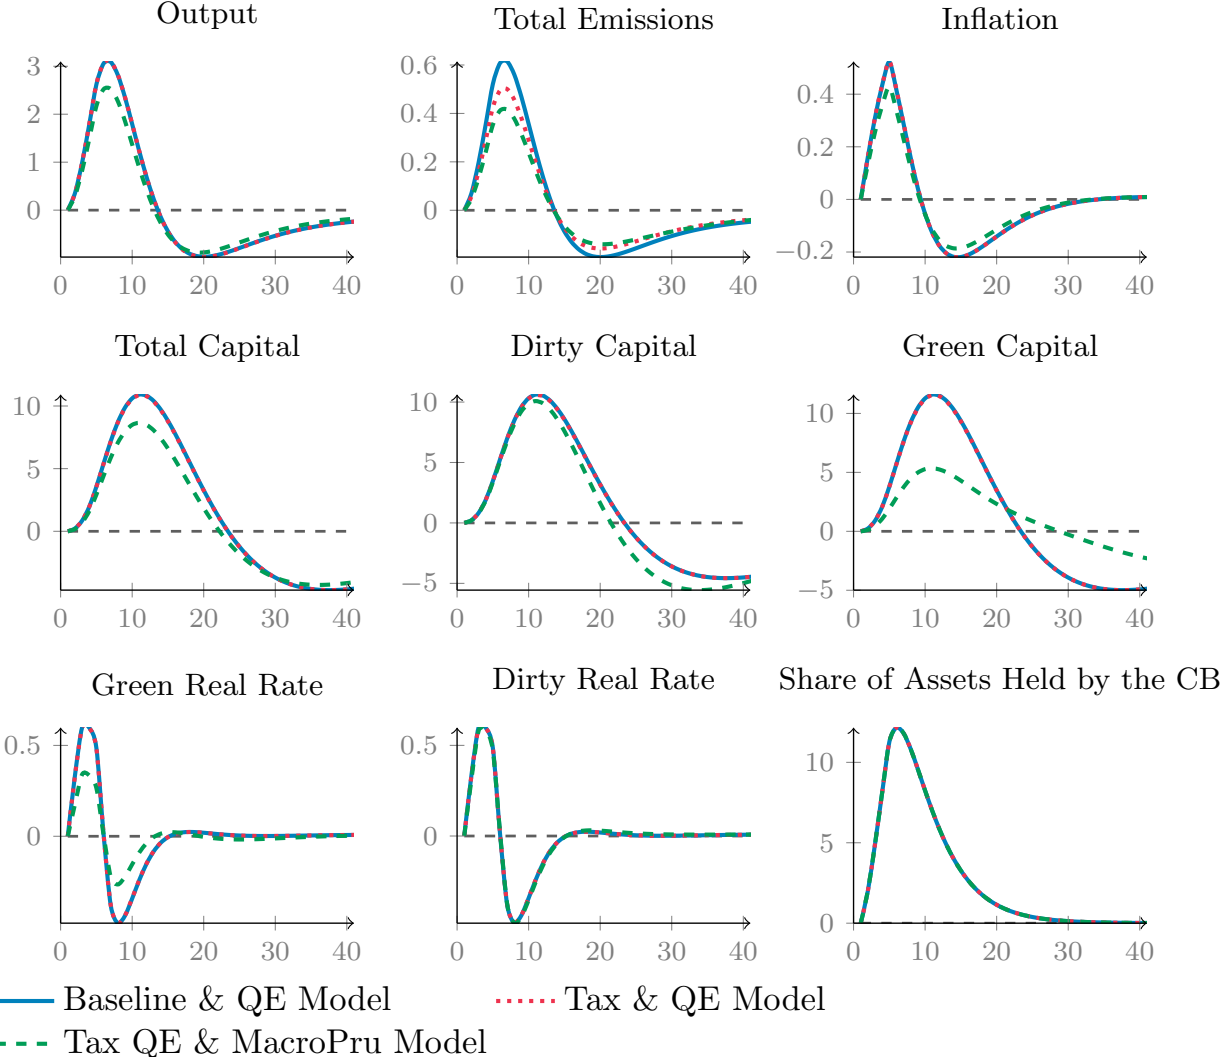 Output
Total Emissions
Inflation
3
2
1
0
0 10 20 30 40
0.6
0.4
0.2
0
0 10 20 30 40
0.4
0.2
0
−0.2
0 10 20 30 40
Total Capital
Dirty Capital
Green Capital
10
5
0
0 10 20 30 40
10
5
0
−5
0 10 20 30 40
10
5
0
−5
0 10 20 30 40
Green Real Rate
Dirty Real Rate
Share of Assets Held by the CB
0.5
0
0 10 20 30 40
0.5
0
0 10 20 30 40
10
5
0
0 10 20 30 40
Baseline & QE Model
Tax & QE Model
Tax QE & MacroPru Model